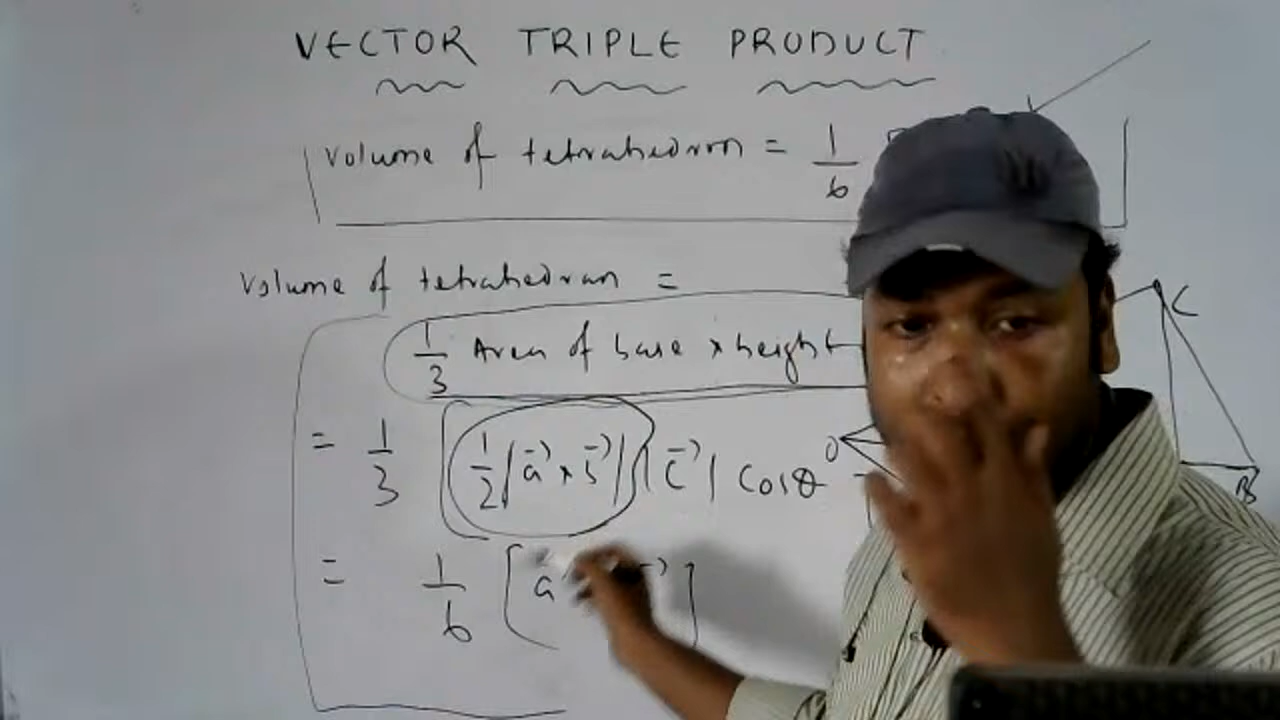 VECTOR TRIPLE PRODUCT
Volume of tetrahedron = 1/6
Volume of tetrahedron =
1/3 Area of base × height
= 1/3 [1/2 |a⃗ × b⃗| |c⃗| cosθ
= 1/6 [a⃗ ]
C
O
B